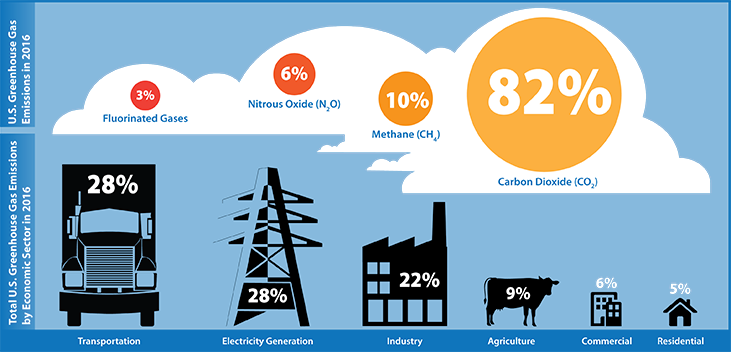 U.S. Greenhouse Gas
Emissions in 2016
3%
Fluorinated Gases
6%
Nitrous Oxide (N₂O)
10%
Methane (CH₄)
82%
Carbon Dioxide (CO₂)
Total U.S. Greenhouse Gas Emissions
by Economic Sector in 2016
28%
Transportation
28%
Electricity Generation
22%
Industry
9%
Agriculture
6%
Commercial
5%
Residential